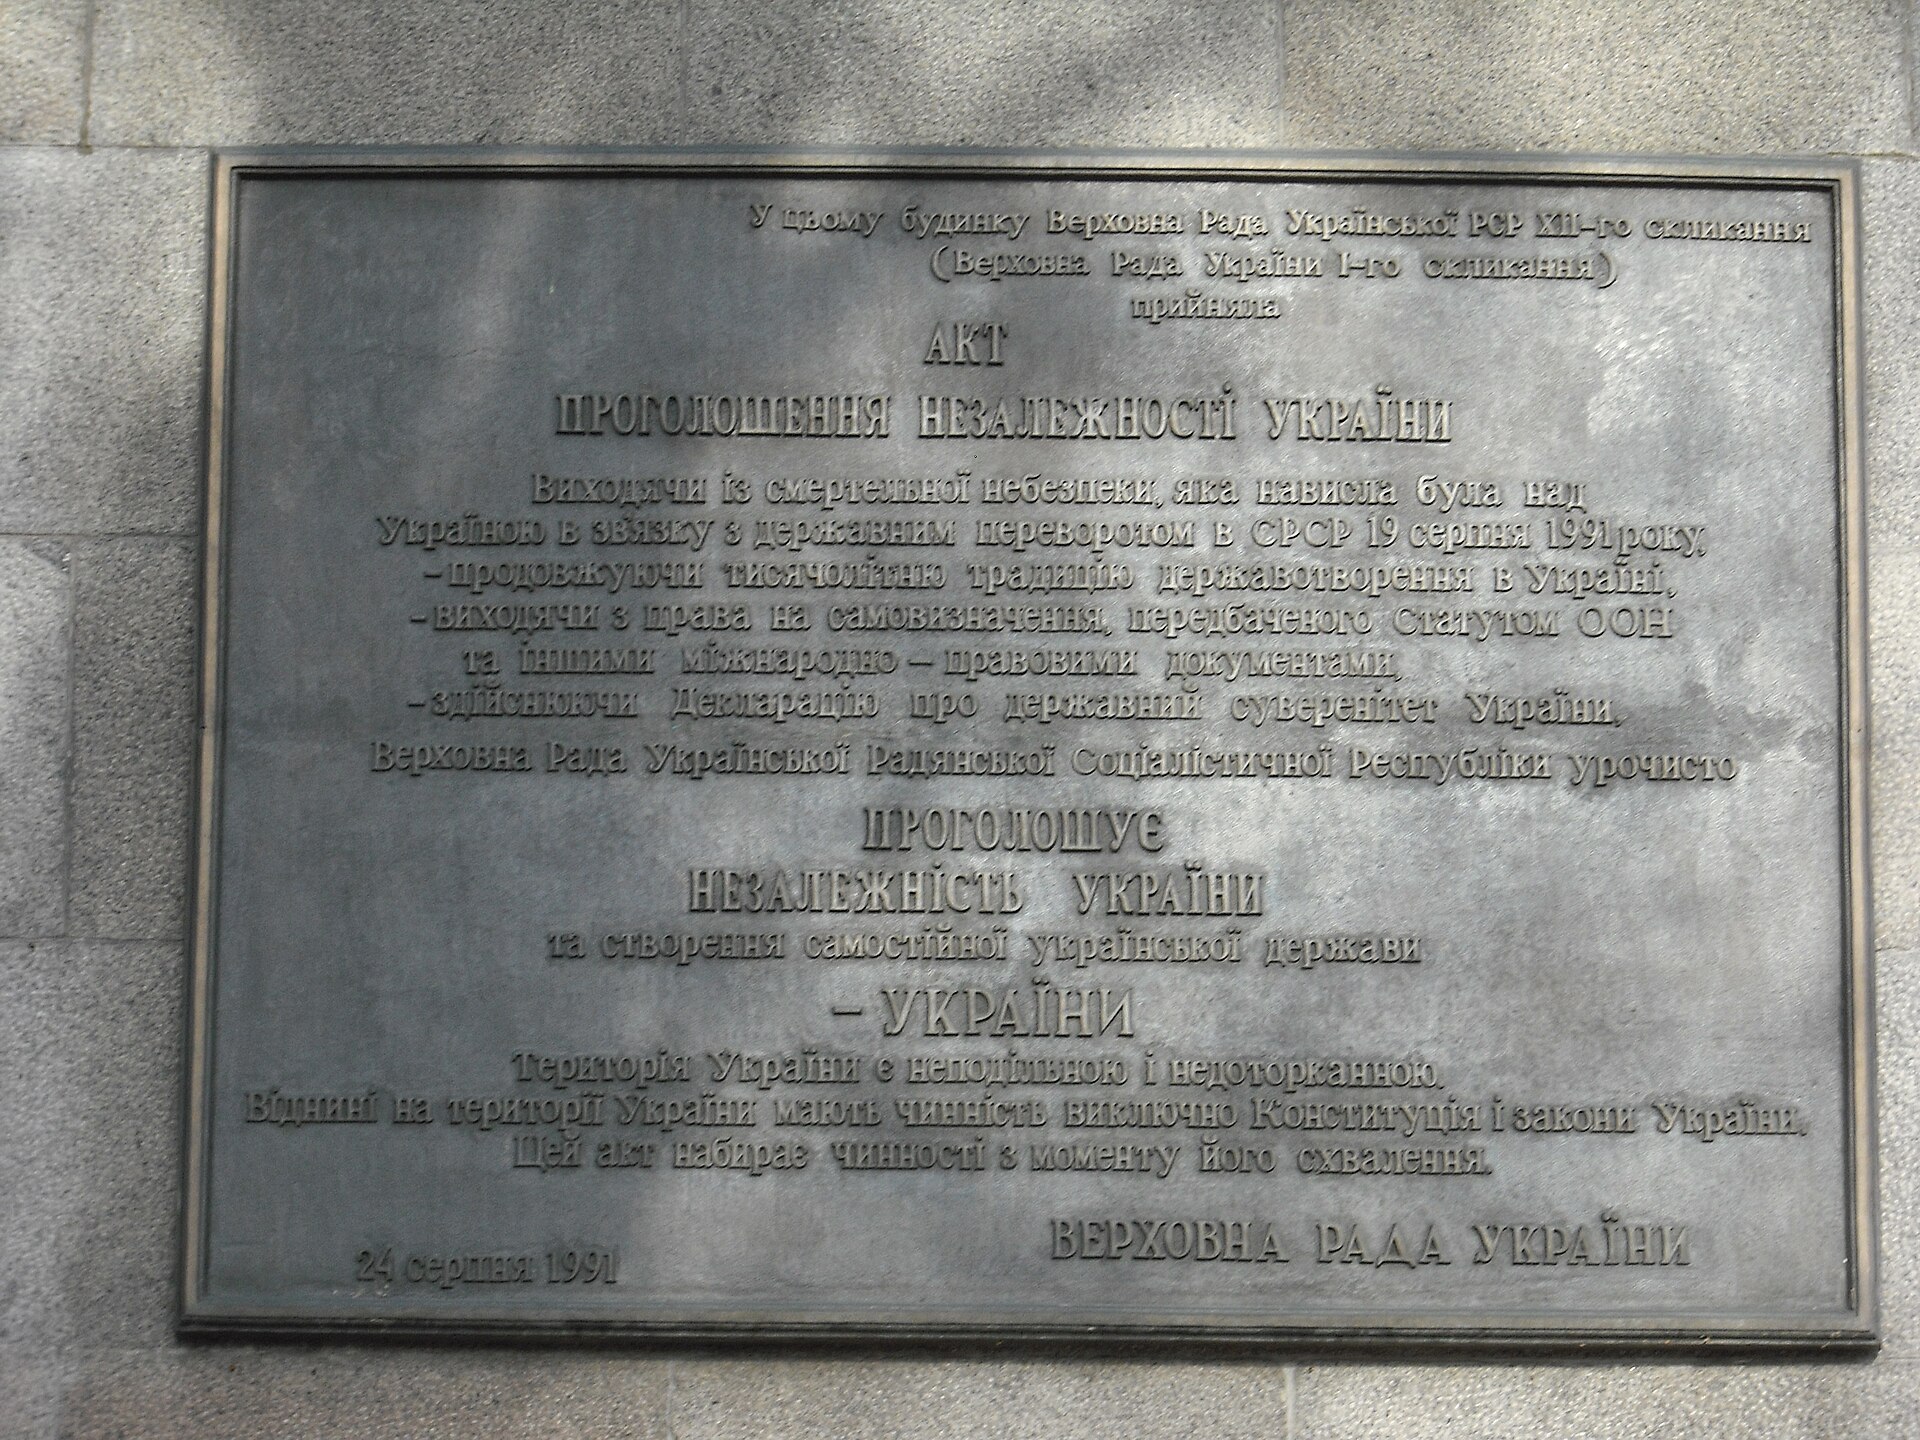 У цьому будинку Верховна Рада Української РСР XII-го скликання
(Верховна Рада України I-го скликання)
прийняла
АКТ
ПРОГОЛОШЕННЯ НЕЗАЛЕЖНОСТІ УКРАЇНИ
Виходячи із смертельної небезпеки, яка нависла була над
Україною в зв'язку з державним переворотом в СРСР 19 серпня 1991 року,
– продовжуючи тисячолітню традицію державотворення в Україні,
– виходячи з права на самовизначення, передбаченого Статутом ООН
та іншими міжнародно – правовими документами,
– здійснюючи Декларацію про державний суверенітет України,
Верховна Рада Української Радянської Соціалістичної Республіки урочисто
ПРОГОЛОШУЄ
НЕЗАЛЕЖНІСТЬ УКРАЇНИ
та створення самостійної української держави
– УКРАЇНИ
Територія України є неподільною і недоторканною.
Віднині на території України мають чинність виключно Конституція і закони України.
Цей акт набирає чинності з моменту його схвалення.
ВЕРХОВНА РАДА УКРАЇНИ
24 серпня 1991